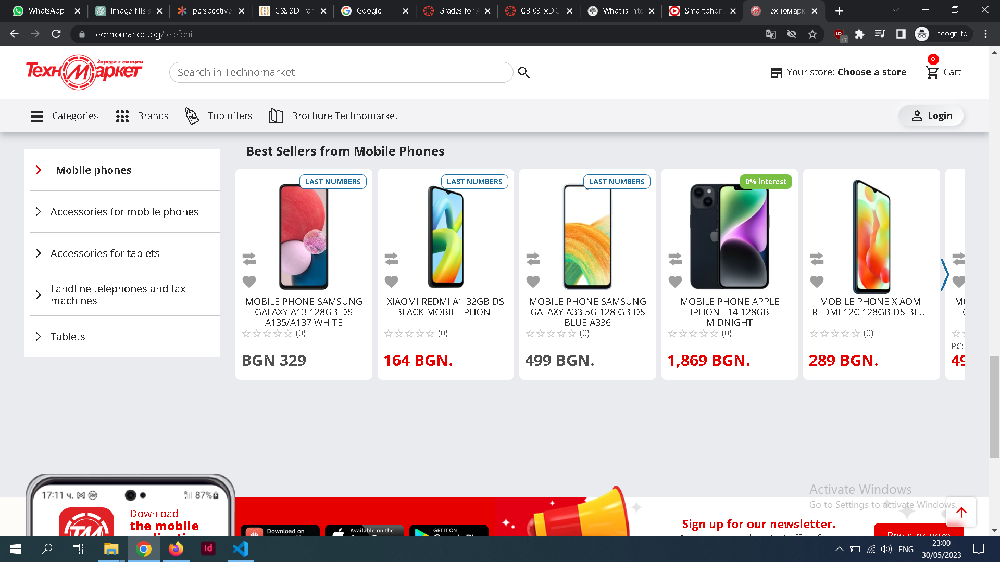 WhatsApp
Image fills s
perspective
CSS 3D Tran
Google
Grades for A
CB 03 IxD C
What is Inte
Smartphon
Техномарк
technomarket.bg/telefoni
17
Incognito
Зареди с емоции
ТехноМаркет
Search in Technomarket
Your store: Choose a store
0
Cart
Categories
Brands
Top offers
Brochure Technomarket
Login
Mobile phones
Accessories for mobile phones
Accessories for tablets
Landline telephones and fax
machines
Tablets
Best Sellers from Mobile Phones
LAST NUMBERS
MOBILE PHONE SAMSUNG
GALAXY A13 128GB DS
A135/A137 WHITE
(0)
BGN 329
LAST NUMBERS
XIAOMI REDMI A1 32GB DS
BLACK MOBILE PHONE
(0)
164 BGN.
LAST NUMBERS
MOBILE PHONE SAMSUNG
GALAXY A33 5G 128 GB DS
BLUE A336
(0)
499 BGN.
0% interest
MOBILE PHONE APPLE
IPHONE 14 128GB
MIDNIGHT
(0)
1,869 BGN.
MOBILE PHONE XIAOMI
REDMI 12C 128GB DS BLUE
(0)
289 BGN.
PC:
49
17:11 ч.
87%
Download
the mobile
Download on
Available on the
GET IT ON
Sign up for our newsletter.
Register here
Activate Windows
Go to Settings to activate Windows.
Id
ENG
23:00
30/05/2023